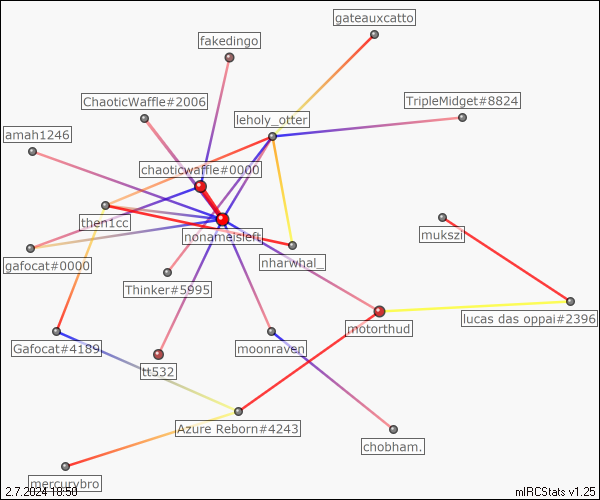 gateauxcatto
fakedingo
ChaoticWaffle#2006
TripleMidget#8824
leholy_otter
amah1246
chaoticwaffle#0000
then1cc
nonameisleft
mukszi
gafocat#0000
nharwhal_
Thinker#5995
lucas das oppai#2396
motorthud
Gafocat#4189
moonraven
tt532
Azure Reborn#4243
chobham.
mercurybro
2.7.2024 18:50
mIRCStats v1.25